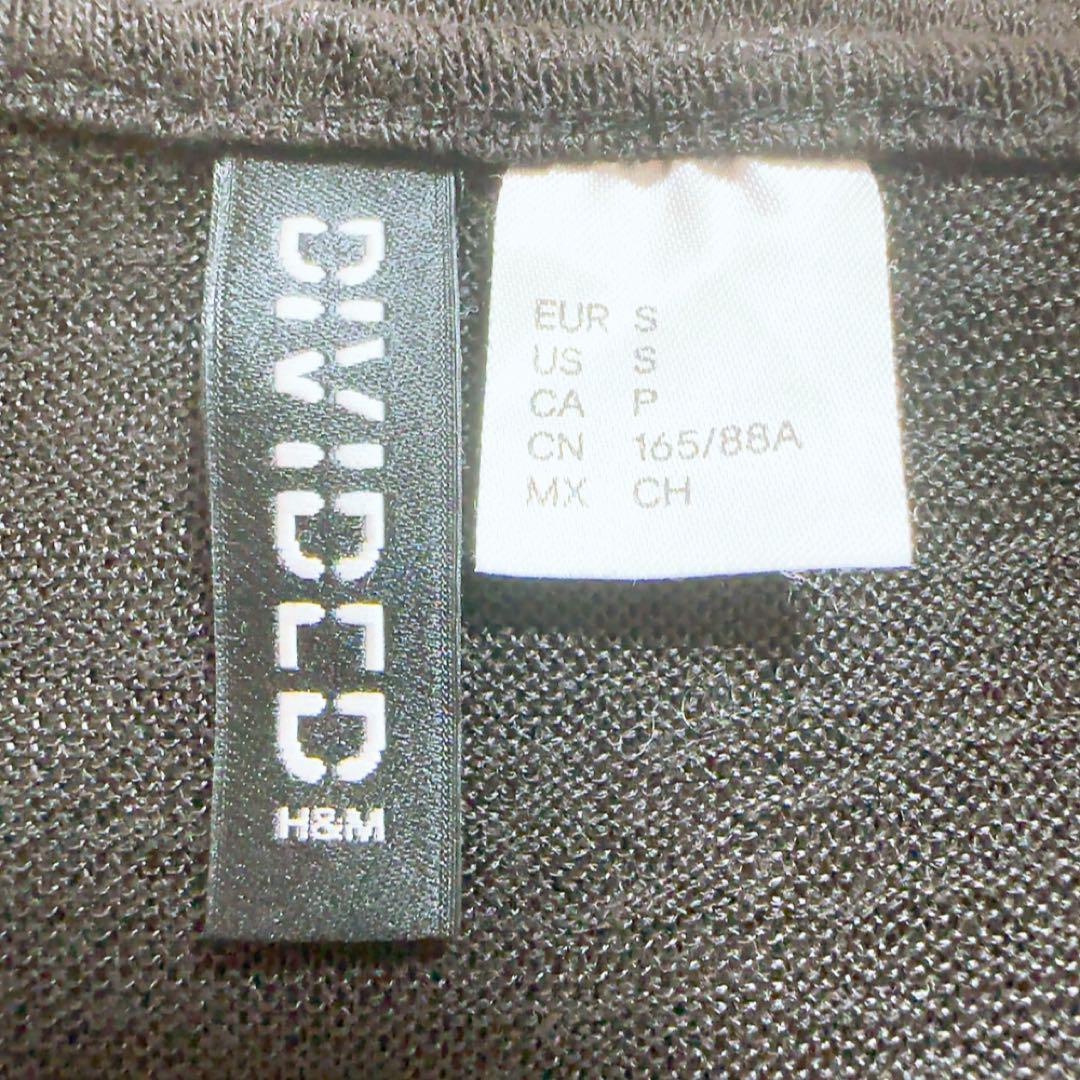 DIVIDED
H&M
EUR S
US S
CA P
CN 165/88A
MX CH